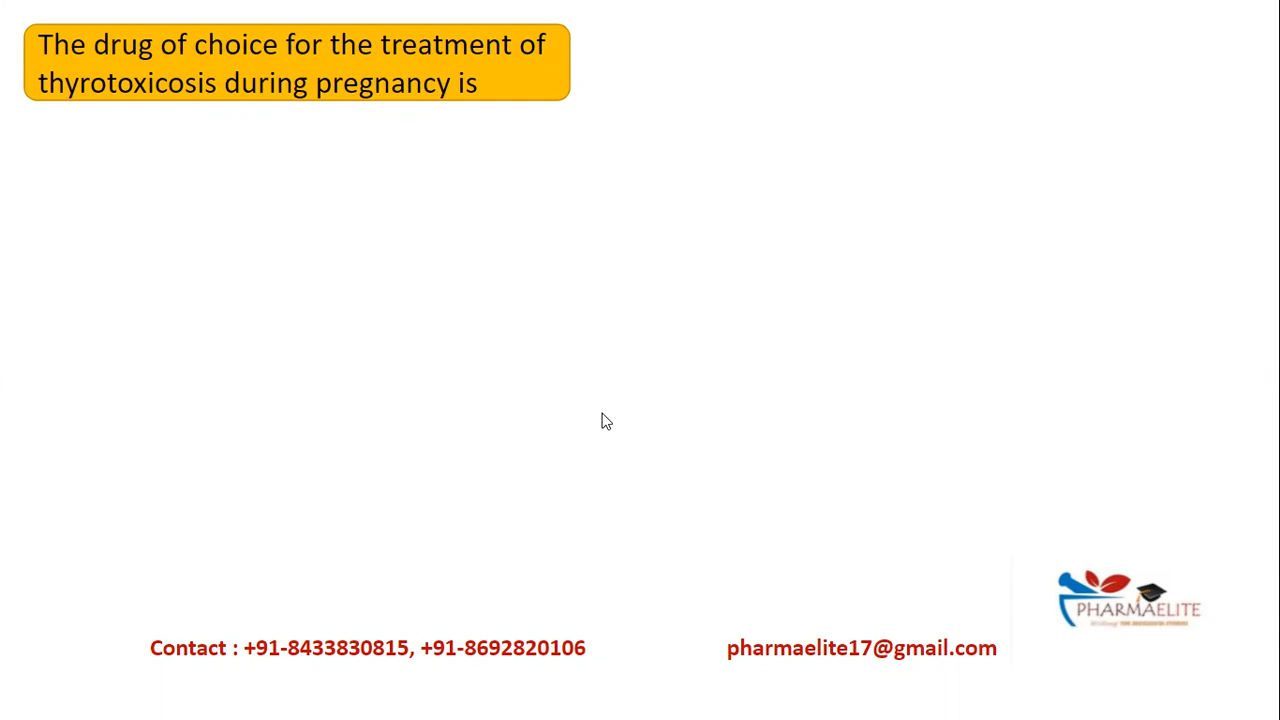 The drug of choice for the treatment of
thyrotoxicosis during pregnancy is
PHARMAELITE
Contact : +91-8433830815, +91-8692820106
pharmaelite17@gmail.com